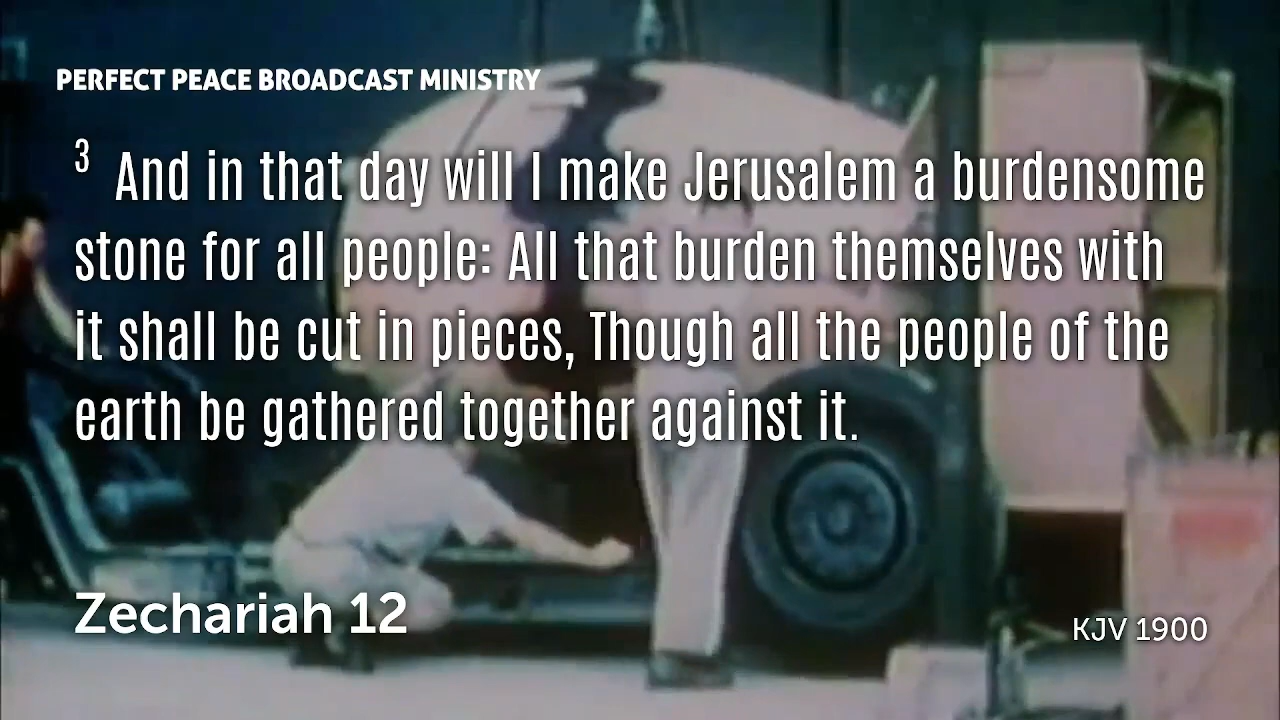 PERFECT PEACE BROADCAST MINISTRY
3 And in that day will I make Jerusalem a burdensome
stone for all people: All that burden themselves with
it shall be cut in pieces, Though all the people of the
earth be gathered together against it.
Zechariah 12
KJV 1900